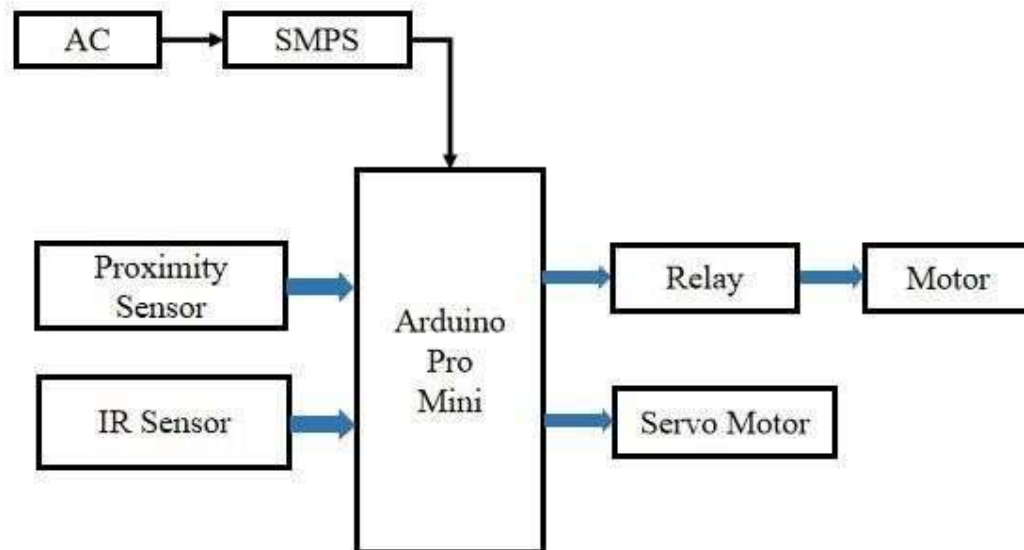 AC
SMPS
Proximity
Sensor
Arduino
Pro
Mini
Relay
Motor
IR Sensor
Servo Motor